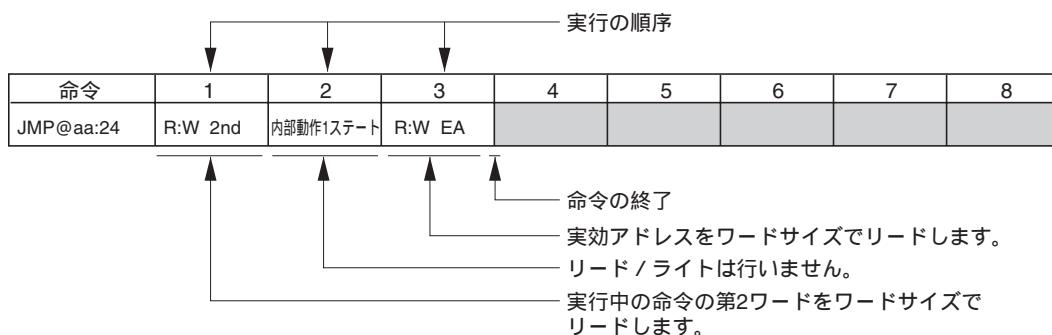 実行の順序
命令 1 2 3 4 5 6 7 8
JMP@aa:24 R:W 2nd 内部動作1ステート R:W EA
命令の終了
実効アドレスをワードサイズでリードします。
リード / ライトは行いません。
実行中の命令の第2ワードをワードサイズで
リードします。